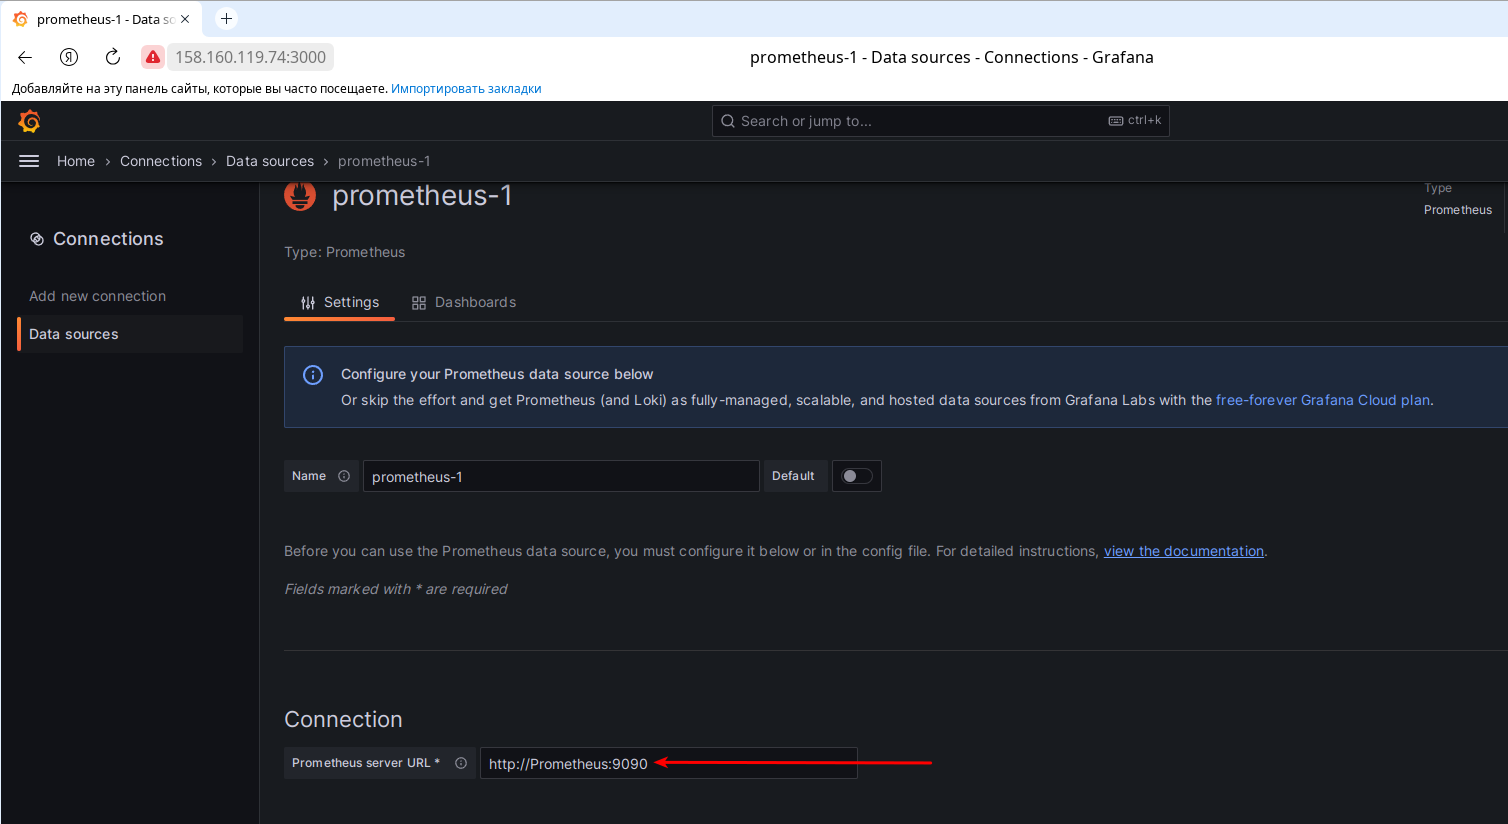 prometheus-1 - Data so
Я
158.160.119.74:3000
prometheus-1 - Data sources - Connections - Grafana
Добавляйте на эту панель сайты, которые вы часто посещаете. Импортировать закладки
Search or jump to...
ctrl+k
Home › Connections › Data sources › prometheus-1
prometheus-1
Type
Prometheus
Connections
Type: Prometheus
Add new connection
Settings
Dashboards
Data sources
Configure your Prometheus data source below
Or skip the effort and get Prometheus (and Loki) as fully-managed, scalable, and hosted data sources from Grafana Labs with the free-forever Grafana Cloud plan.
Name
prometheus-1
Default
Before you can use the Prometheus data source, you must configure it below or in the config file. For detailed instructions, view the documentation.
Fields marked with * are required
Connection
Prometheus server URL *
http://Prometheus:9090